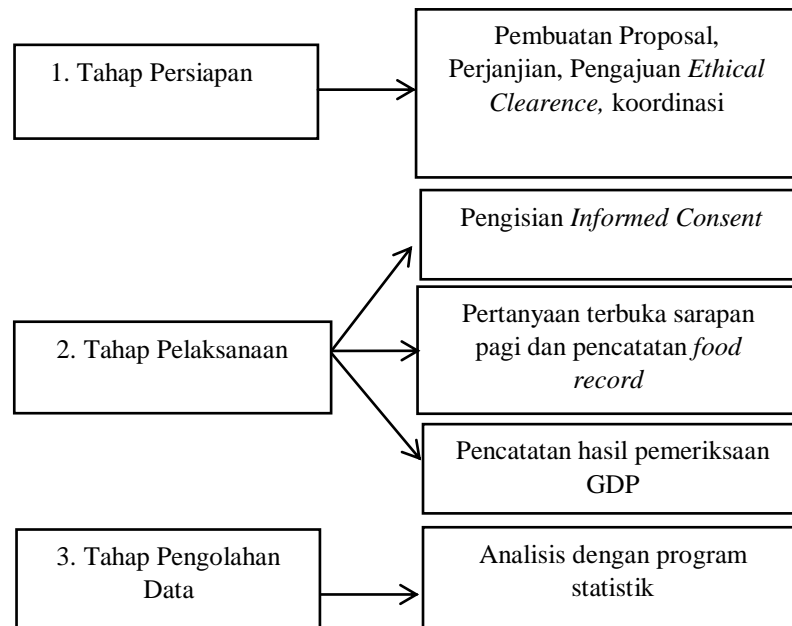 1. Tahap Persiapan
Pembuatan Proposal,
Perjanjian, Pengajuan Ethical
Clearence, koordinasi
2. Tahap Pelaksanaan
Pengisian Informed Consent
Pertanyaan terbuka sarapan
pagi dan pencatatan food
record
Pencatatan hasil pemeriksaan
GDP
3. Tahap Pengolahan
Data
Analisis dengan program
statistik